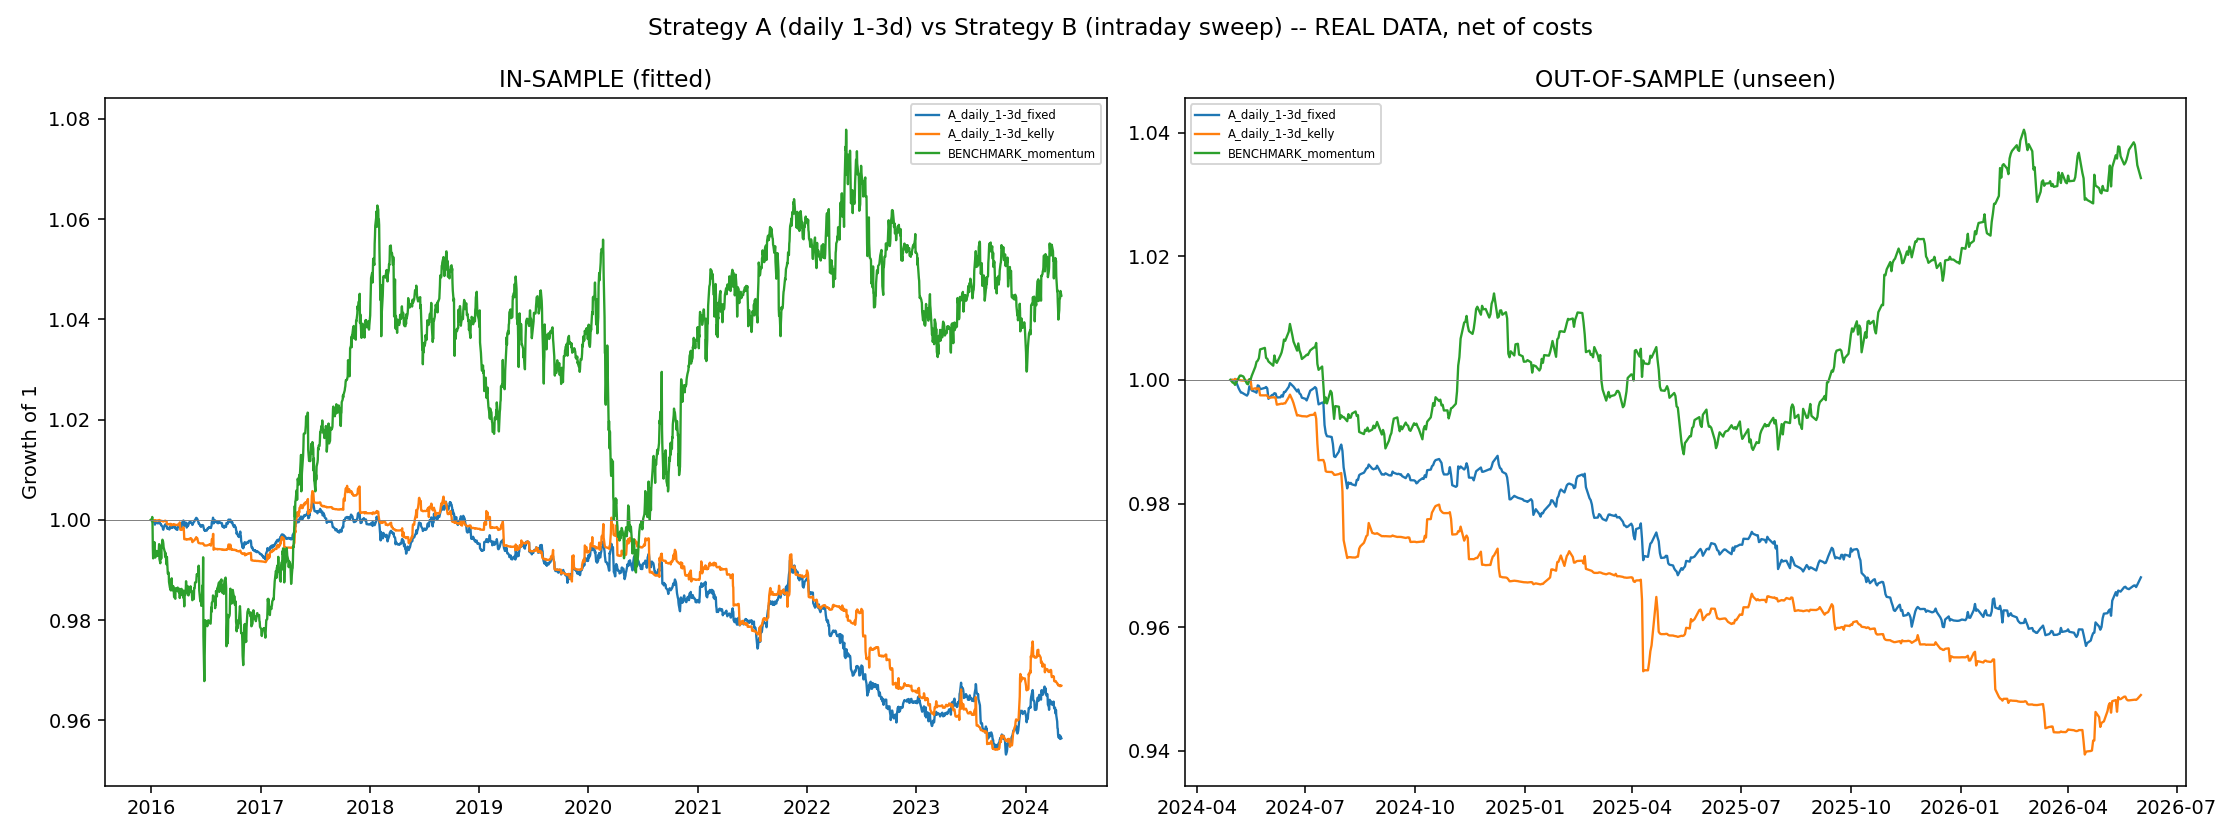 Strategy A (daily 1-3d) vs Strategy B (intraday sweep) -- REAL DATA, net of costs
IN-SAMPLE (fitted)
Growth of 1
1.08
1.06
1.04
1.02
1.00
0.98
0.96
A_daily_1-3d_fixed
A_daily_1-3d_kelly
BENCHMARK_momentum
2016 2017 2018 2019 2020 2021 2022 2023 2024
OUT-OF-SAMPLE (unseen)
1.04
1.02
1.00
0.98
0.96
0.94
A_daily_1-3d_fixed
A_daily_1-3d_kelly
BENCHMARK_momentum
2024-04 2024-07 2024-10 2025-01 2025-04 2025-07 2025-10 2026-01 2026-04 2026-07